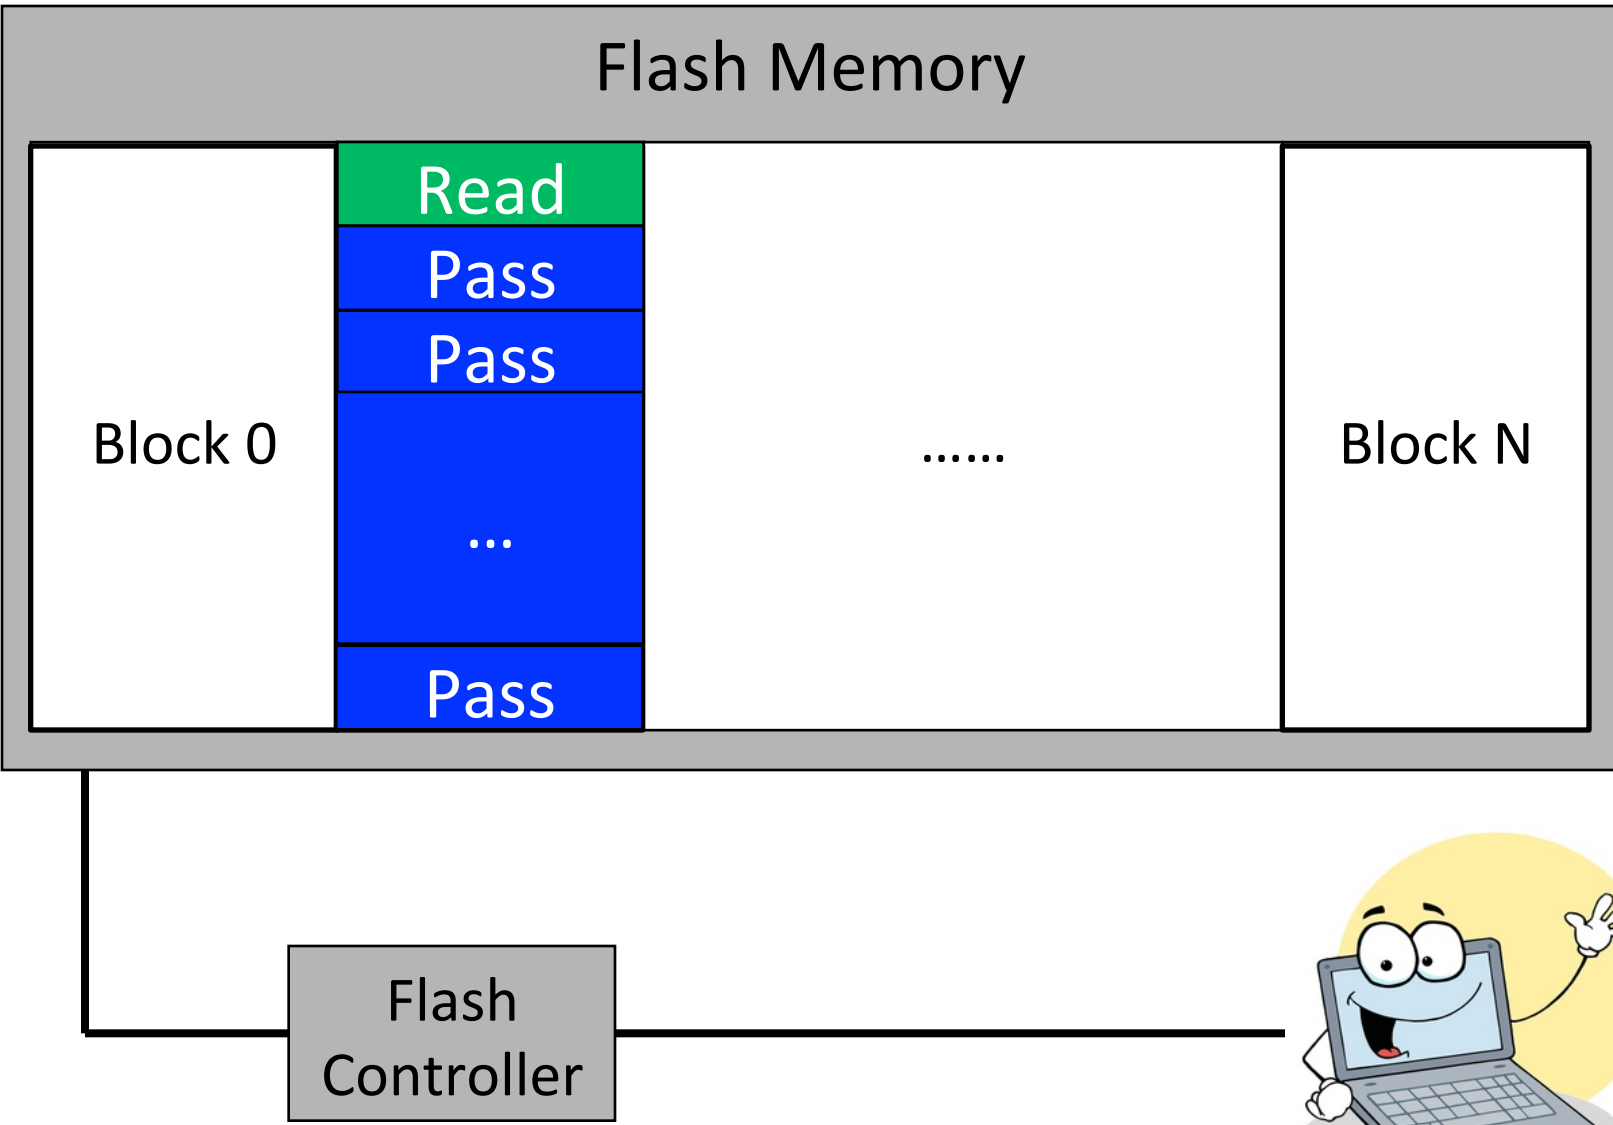 Flash Memory
Block 0
Read
Pass
Pass
...
Pass
......
Block N
Flash
Controller